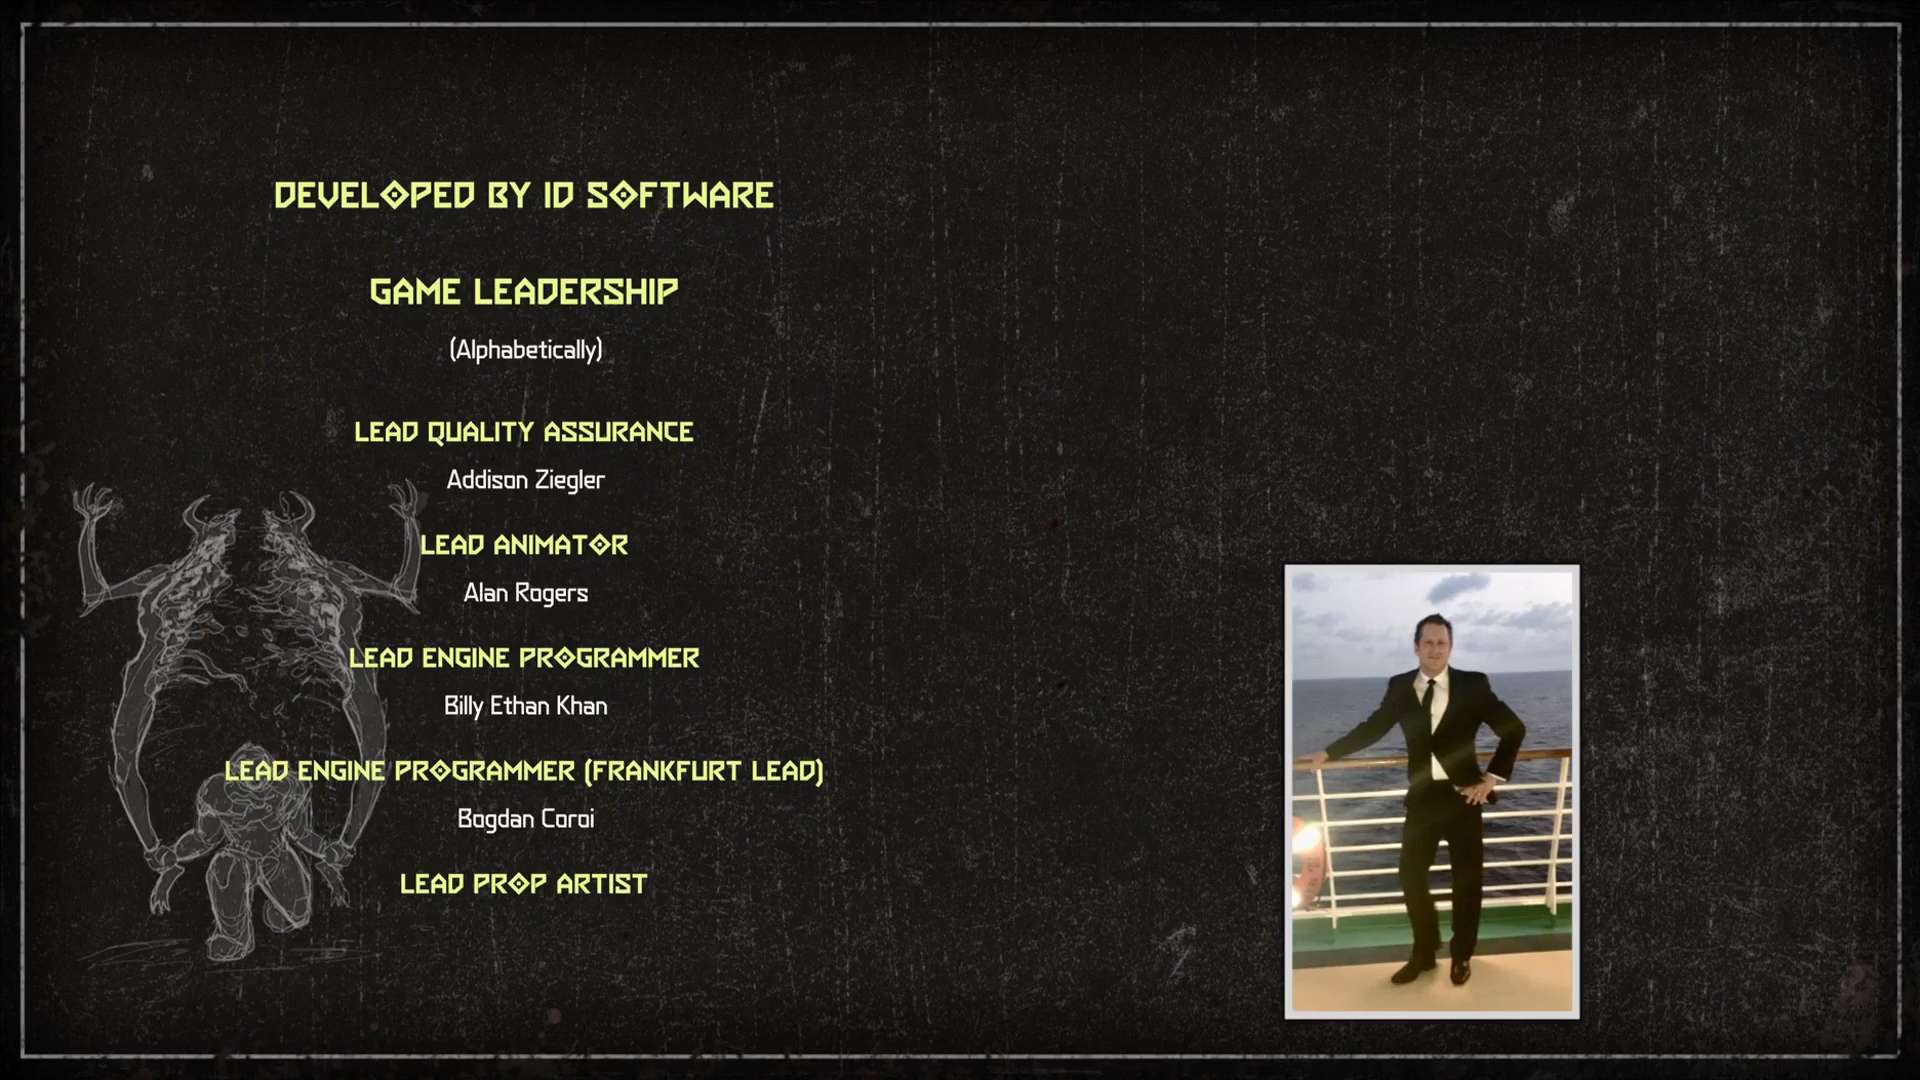 DEVELOPED BY ID SOFTWARE
GAME LEADERSHIP
(Alphabetically)
LEAD QUALITY ASSURANCE
Addison Ziegler
LEAD ANIMATOR
Alan Rogers
LEAD ENGINE PROGRAMMER
Billy Ethan Khan
LEAD ENGINE PROGRAMMER (FRANKFURT LEAD)
Bogdan Coroi
LEAD PROP ARTIST